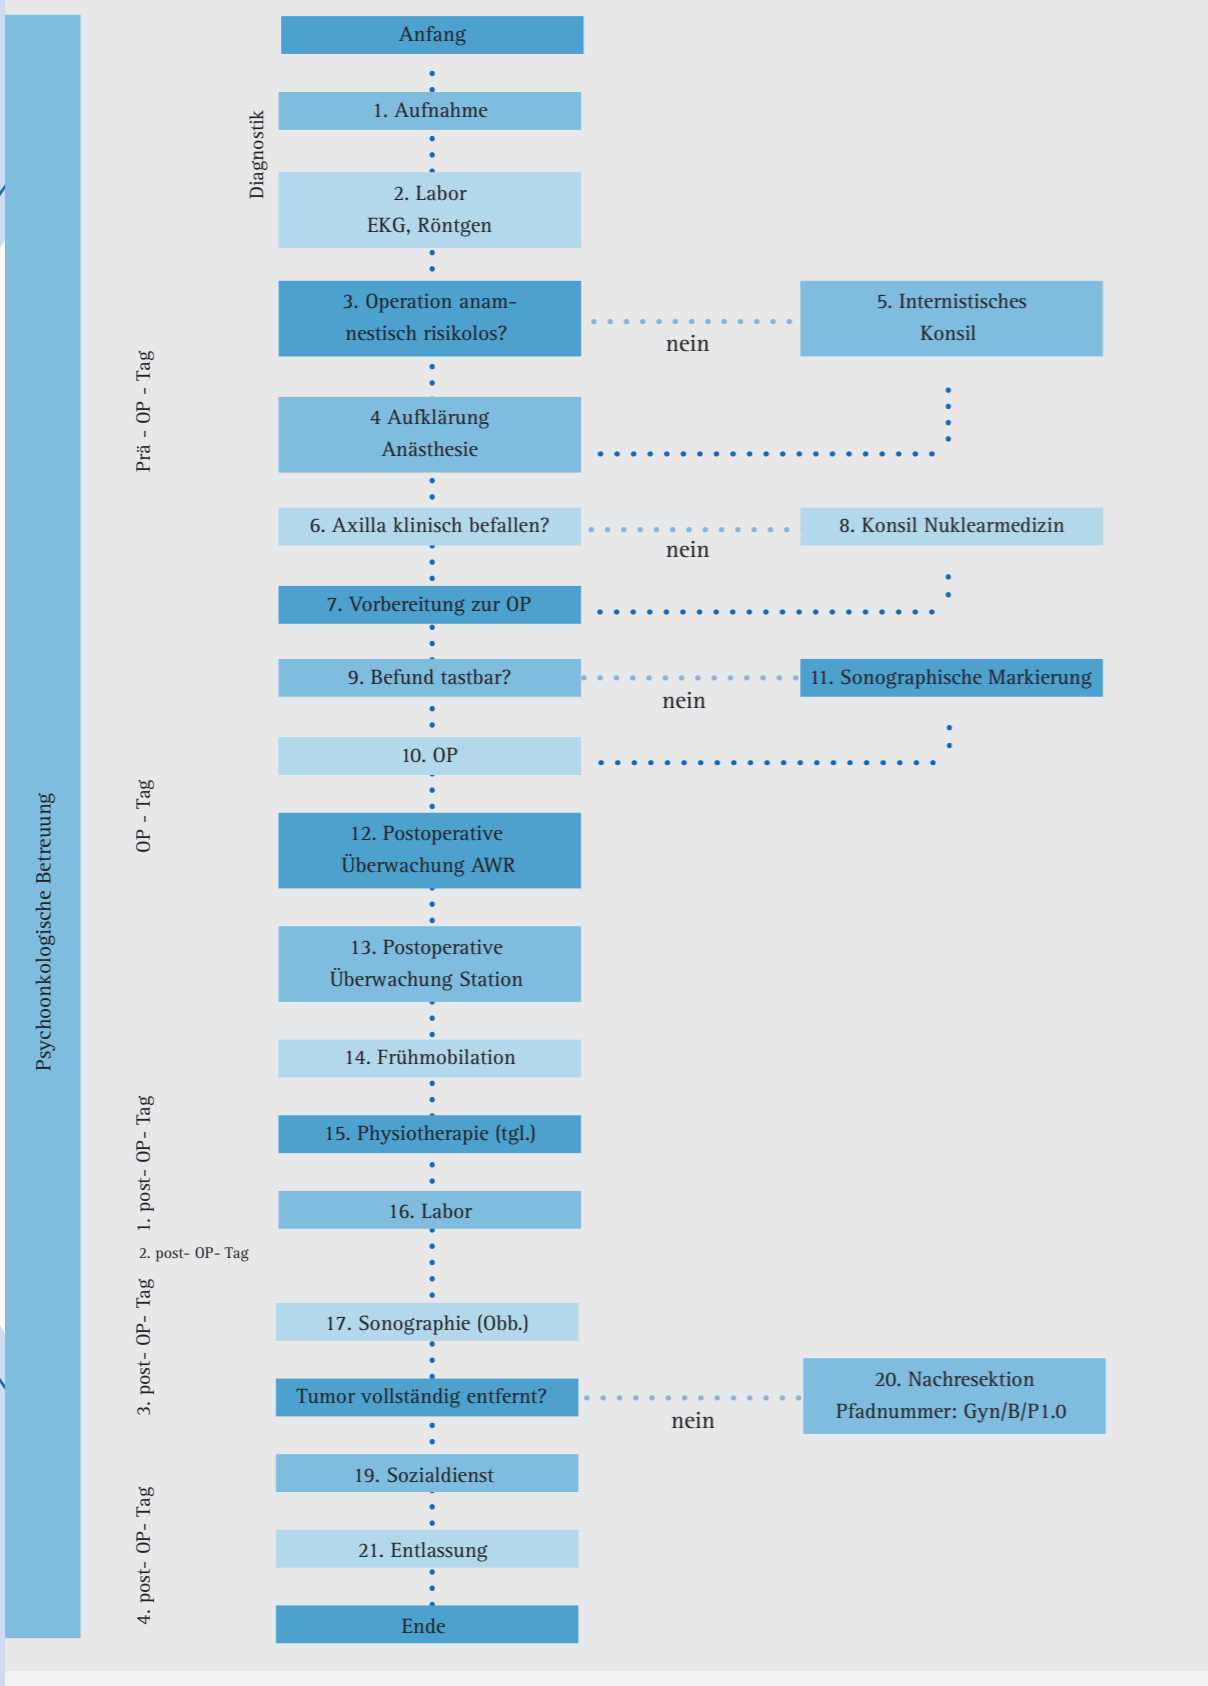 Anfang
Diagnostik
1. Aufnahme
2. Labor
EKG, Röntgen
3. Operation anam-
nestisch risikolos?
nein
5. Internistisches
Konsil
Prä - OP - Tag
4 Aufklärung
Anästhesie
6. Axilla klinisch befallen?
nein
8. Konsil Nuklearmedizin
7. Vorbereitung zur OP
9. Befund tastbar?
nein
11. Sonographische Markierung
10. OP
OP - Tag
12. Postoperative
Überwachung AWR
Psychoonkologische Betreuung
13. Postoperative
Überwachung Station
14. Frühmobilation
1. post- OP- Tag
15. Physiotherapie (tgl.)
16. Labor
2. post- OP- Tag
3. post- OP- Tag
17. Sonographie (Obb.)
Tumor vollständig entfernt?
nein
20. Nachresektion
Pfadnummer: Gyn/B/P1.0
19. Sozialdienst
4. post- OP- Tag
21. Entlassung
Ende